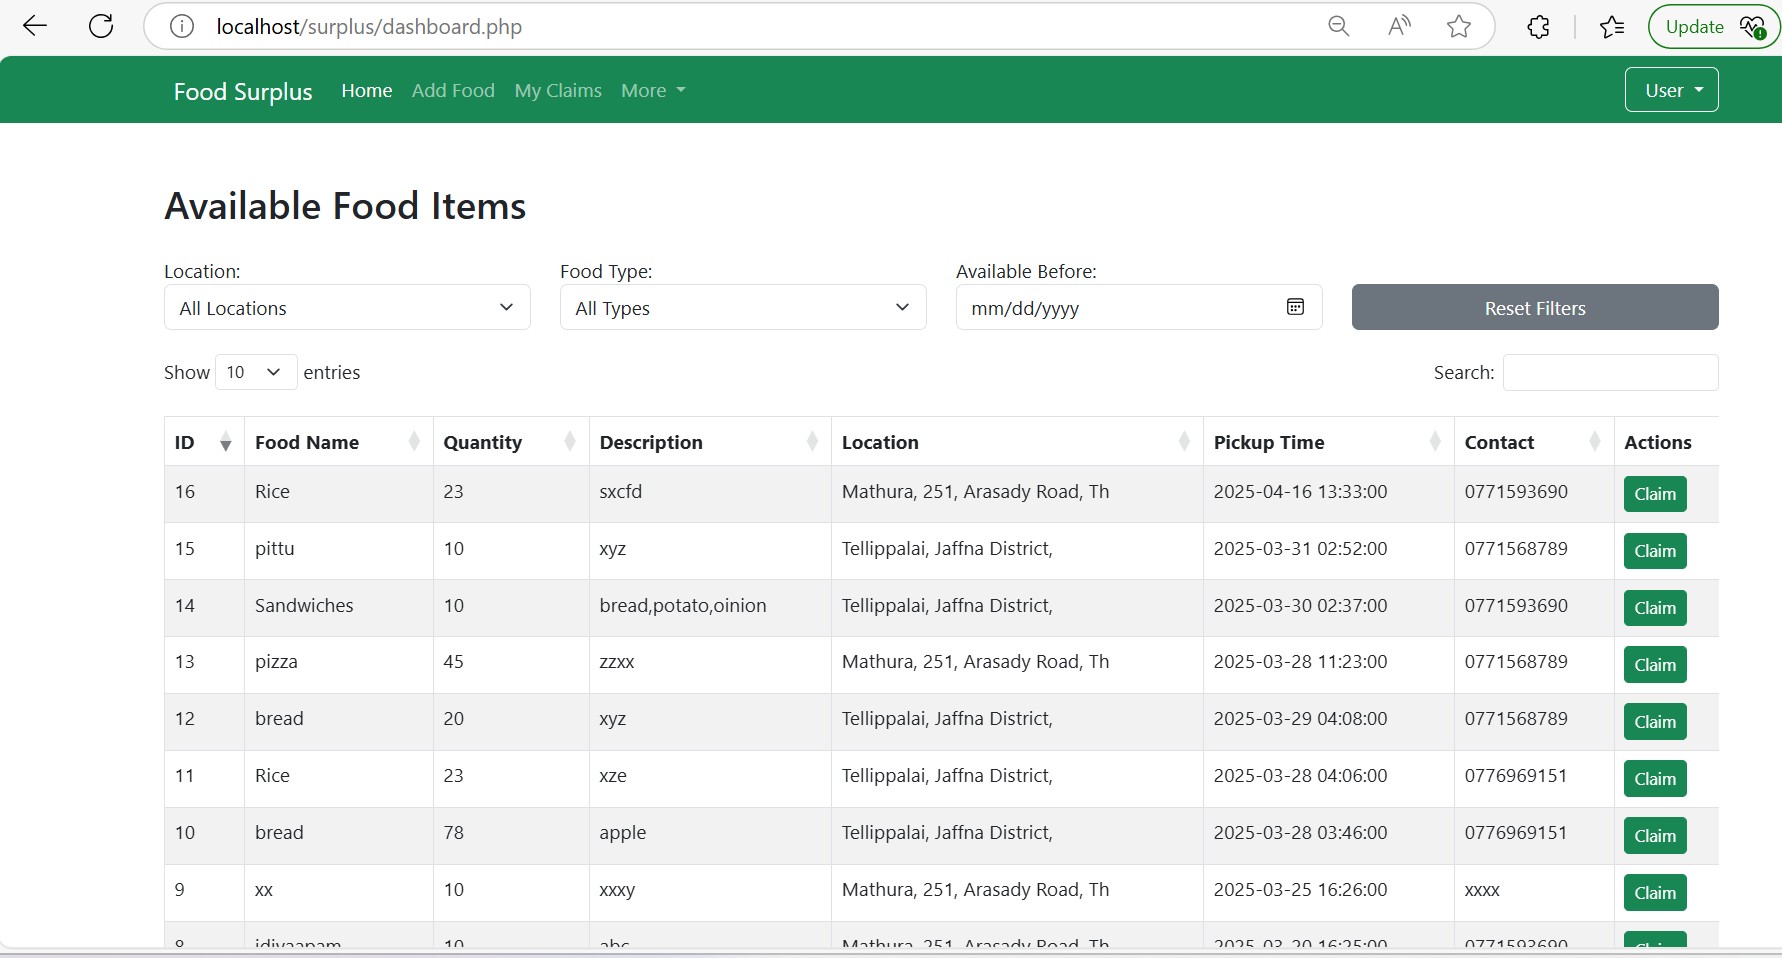 localhost/surplus/dashboard.php
Update
Food Surplus Home Add Food My Claims More User
Available Food Items
Location: Food Type: Available Before:
All Locations All Types mm/dd/yyyy Reset Filters
Show 10 entries Search:
ID Food Name Quantity Description Location Pickup Time Contact Actions
16 Rice 23 sxcfd Mathura, 251, Arasady Road, Th 2025-04-16 13:33:00 0771593690 Claim
15 pittu 10 xyz Tellippalai, Jaffna District, 2025-03-31 02:52:00 0771568789 Claim
14 Sandwiches 10 bread,potato,oinion Tellippalai, Jaffna District, 2025-03-30 02:37:00 0771593690 Claim
13 pizza 45 zzxx Mathura, 251, Arasady Road, Th 2025-03-28 11:23:00 0771568789 Claim
12 bread 20 xyz Tellippalai, Jaffna District, 2025-03-29 04:08:00 0771568789 Claim
11 Rice 23 xze Tellippalai, Jaffna District, 2025-03-28 04:06:00 0776969151 Claim
10 bread 78 apple Tellippalai, Jaffna District, 2025-03-28 03:46:00 0776969151 Claim
9 xx 10 xxxy Mathura, 251, Arasady Road, Th 2025-03-25 16:26:00 xxxx Claim
10 abc Mathura, 251, Arasady Road, Th Claim